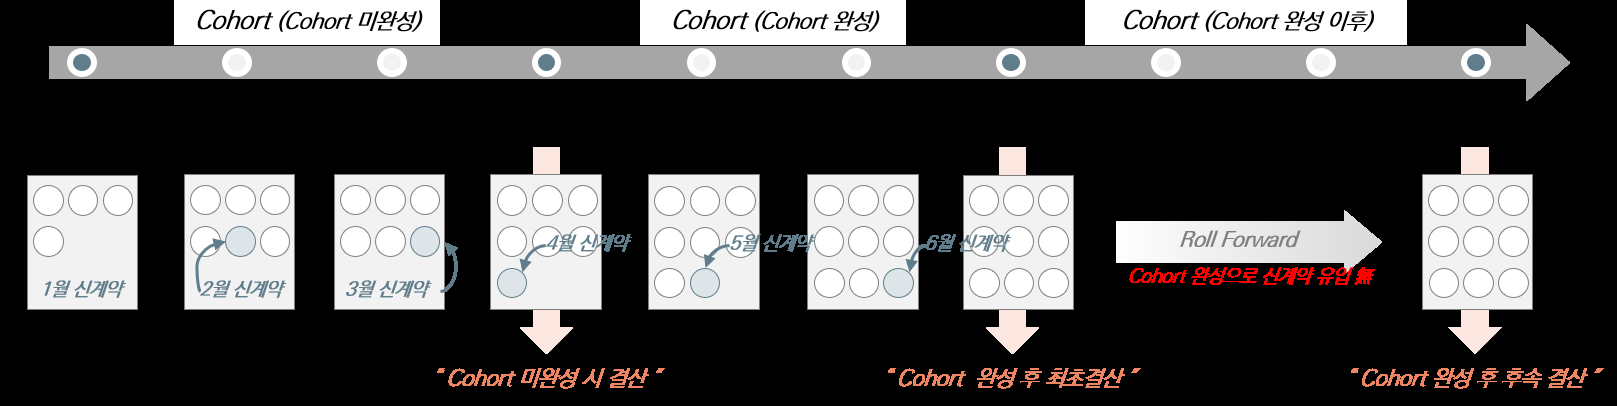 Cohort (Cohort 미완성)
Cohort (Cohort 완성)
Cohort (Cohort 완성 이후)
1월 신계약
2월 신계약
3월 신계약
4월 신계약
5월 신계약
6월 신계약
Roll Forward
Cohort 완성으로 신계약 유입 無
“ Cohort 미완성 시 결산 ”
“ Cohort 완성 후 최초결산 ”
“ Cohort 완성 후 후속 결산 ”